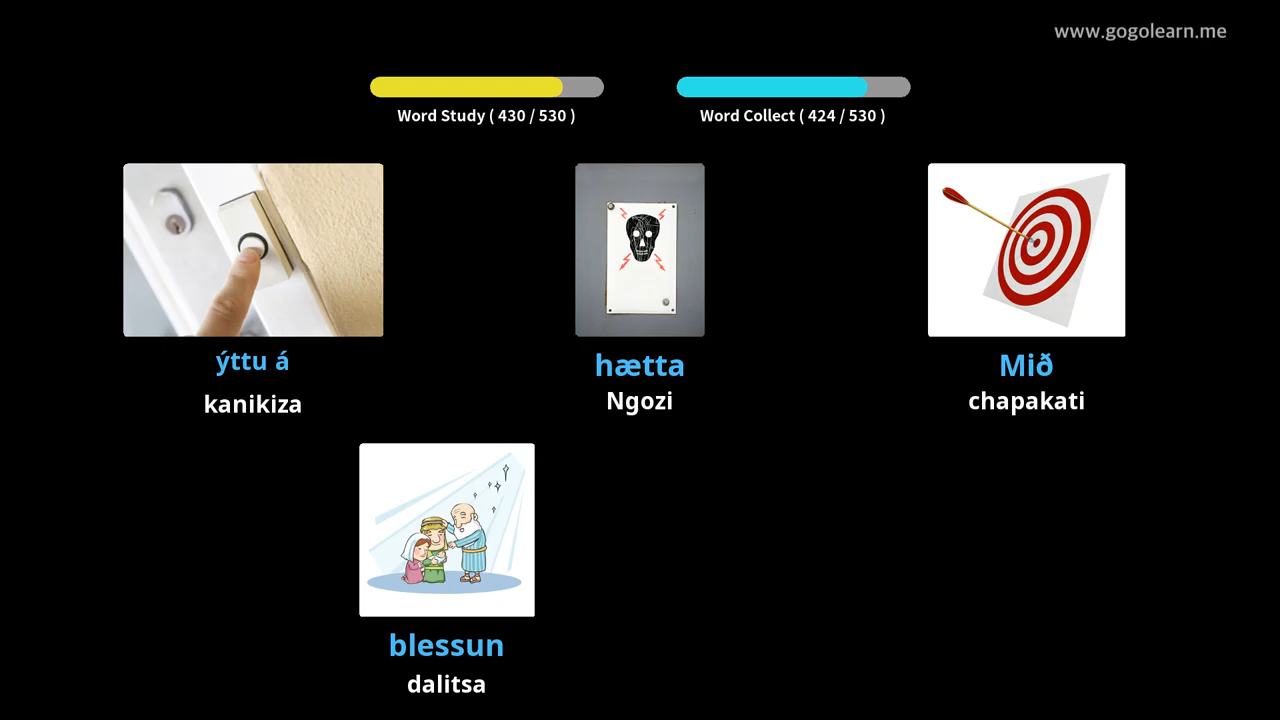 www.gogolearn.me
Word Study ( 430 / 530 )
Word Collect ( 424 / 530 )
ýttu á
hætta
Mið
kanikiza
Ngozi
chapakati
blessun
dalitsa